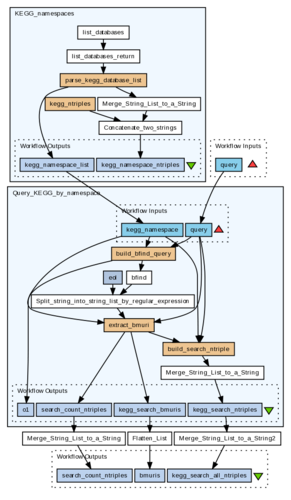 KEGG_namespaces
list_databases
list_databases_return
parse_kegg_database_list
kegg_ntriples
Merge_String_List_to_a_String
Concatenate_two_strings
Workflow Outputs
Workflow Inputs
kegg_namespace_list
kegg_namespace_ntriples
query
Query_KEGG_by_namespace
Workflow Inputs
kegg_namespace
query
build_bfind_query
eol
bfind
Split_string_into_string_list_by_regular_expression
extract_bmuri
build_search_ntriple
Merge_String_List_to_a_String
Workflow Outputs
search_count_ntriples
kegg_search_bmuris
kegg_search_ntriples
Merge_String_List_to_a_String
Flatten_List
Merge_String_List_to_a_String2
Workflow Outputs
search_count_ntriples
bmuris
kegg_search_all_ntriples